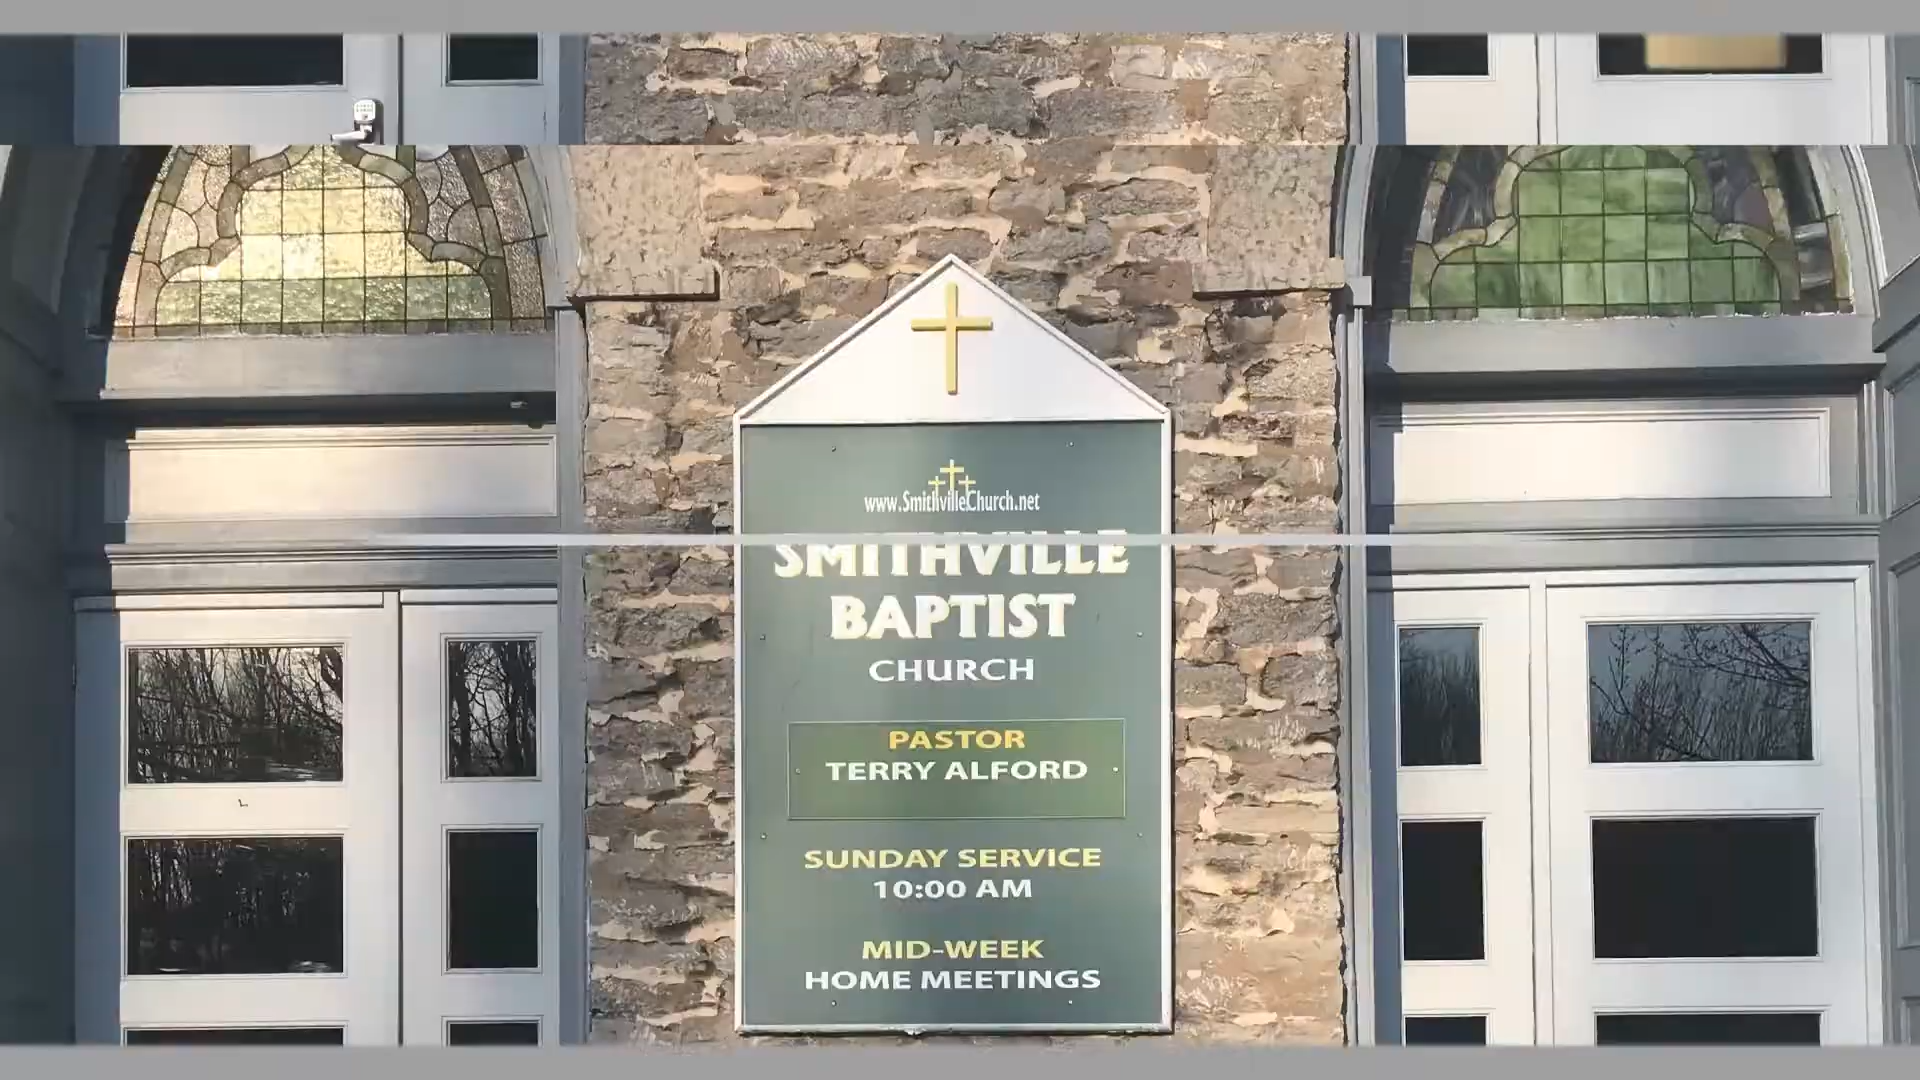 www.SmithvilleChurch.net
SMITHVILLE
BAPTIST
CHURCH
PASTOR
TERRY ALFORD
SUNDAY SERVICE
10:00 AM
MID-WEEK
HOME MEETINGS